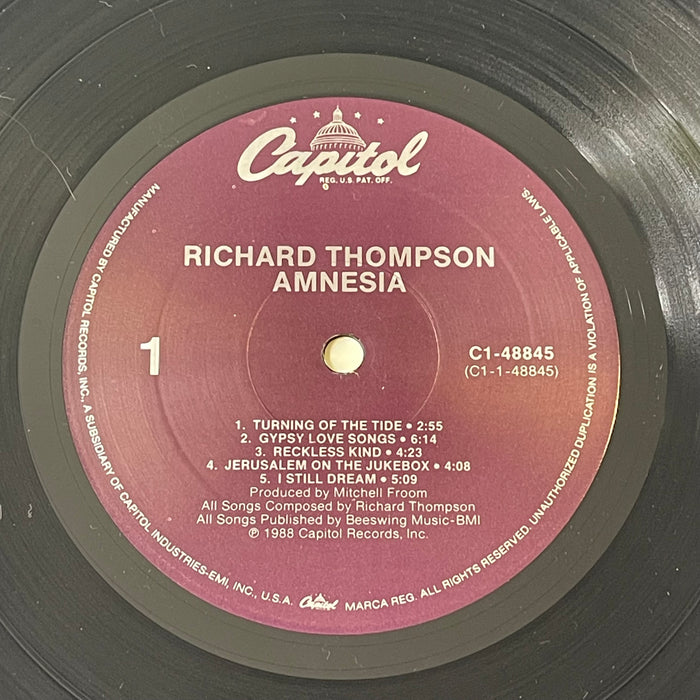 Capitol
REG. U.S. PAT. OFF.
RICHARD THOMPSON
AMNESIA
1
C1-48845
(C1-1-48845)
1. TURNING OF THE TIDE • 2:55
2. GYPSY LOVE SONGS • 6:14
3. RECKLESS KIND • 4:23
4. JERUSALEM ON THE JUKEBOX • 4:08
5. I STILL DREAM • 5:09
Produced by Mitchell Froom
All Songs Composed by Richard Thompson
All Songs Published by Beeswing Music-BMI
℗ 1988 Capitol Records, Inc.
MANUFACTURED BY CAPITOL RECORDS, INC., A SUBSIDIARY OF CAPITOL INDUSTRIES-EMI, INC., U.S.A. Capitol MARCA REG. ALL RIGHTS RESERVED. UNAUTHORIZED DUPLICATION IS A VIOLATION OF APPLICABLE LAWS.